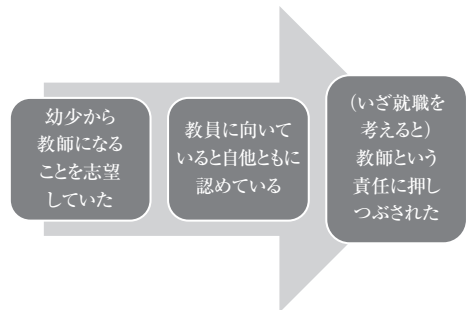 幼少から
教師になる
ことを志望
していた
教員に向いて
いると自他ともに
認めている
（いざ就職を
考えると）
教師という
責任に押し
つぶされた